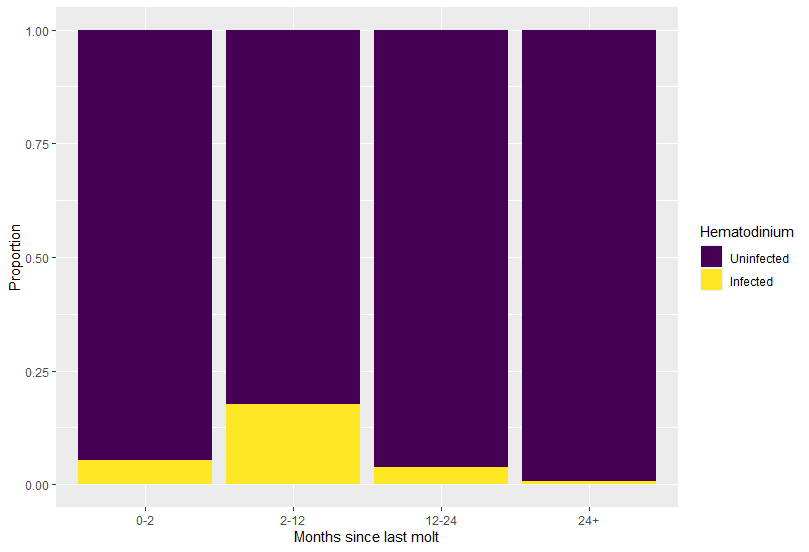 Proportion
1.00
0.75
0.50
0.25
0.00
0-2
2-12
12-24
24+
Months since last molt
Hematodinium
Uninfected
Infected